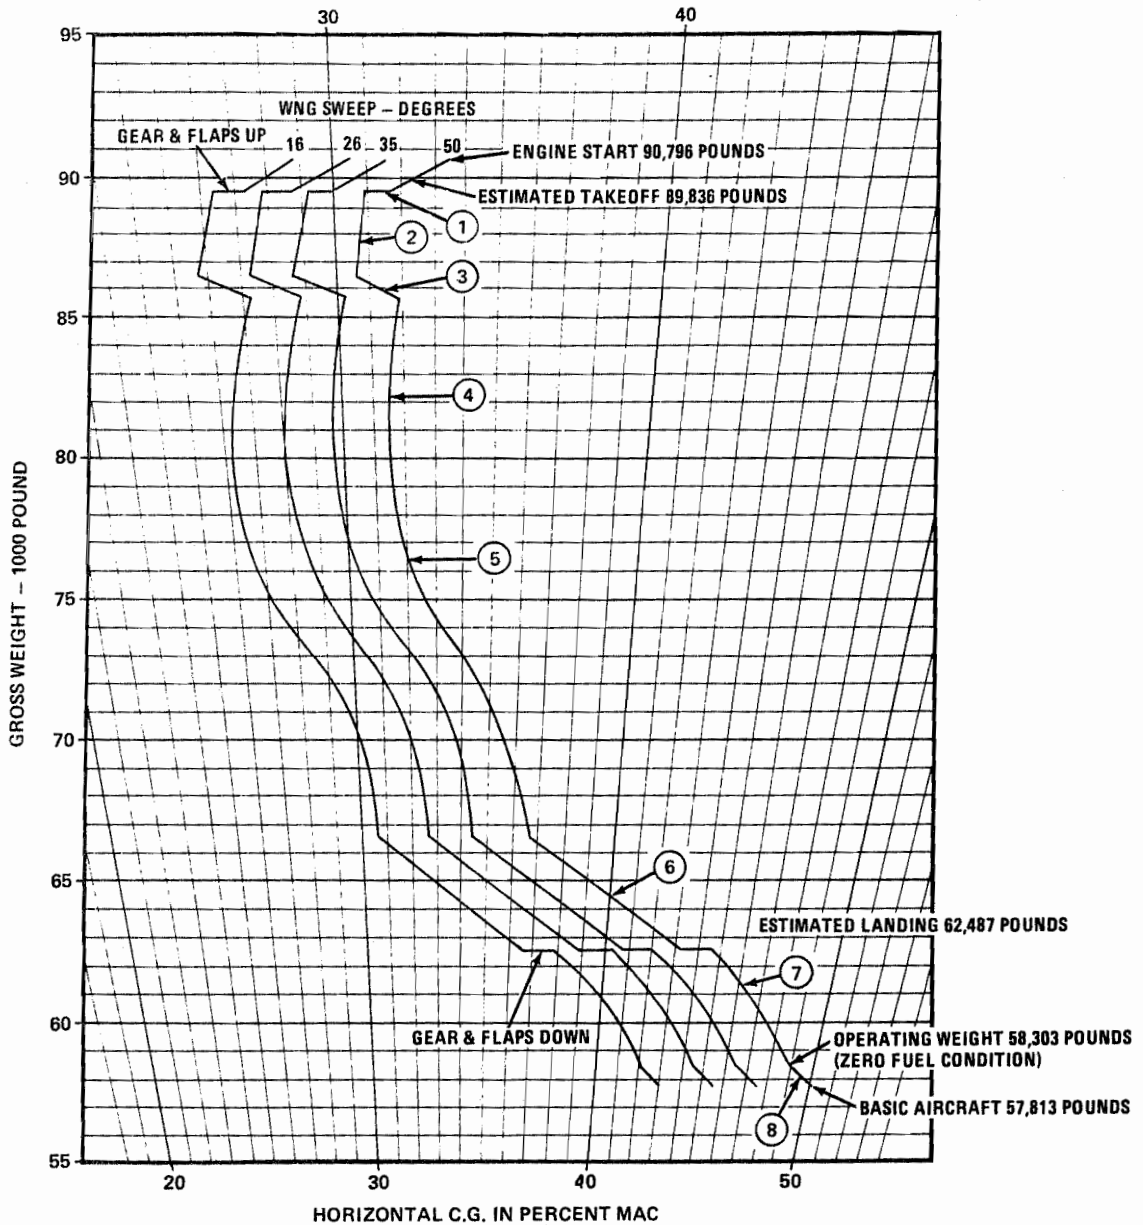 30 40
95
WNG SWEEP – DEGREES
GEAR & FLAPS UP
16 26 35 50
ENGINE START 90,796 POUNDS
90
ESTIMATED TAKEOFF 89,836 POUNDS
1
2
3
85
4
80
5
75
70
6
65
ESTIMATED LANDING 62,487 POUNDS
7
60
GEAR & FLAPS DOWN
OPERATING WEIGHT 58,303 POUNDS
(ZERO FUEL CONDITION)
BASIC AIRCRAFT 57,813 POUNDS
8
55
GROSS WEIGHT – 1000 POUND
20 30 40 50
HORIZONTAL C.G. IN PERCENT MAC